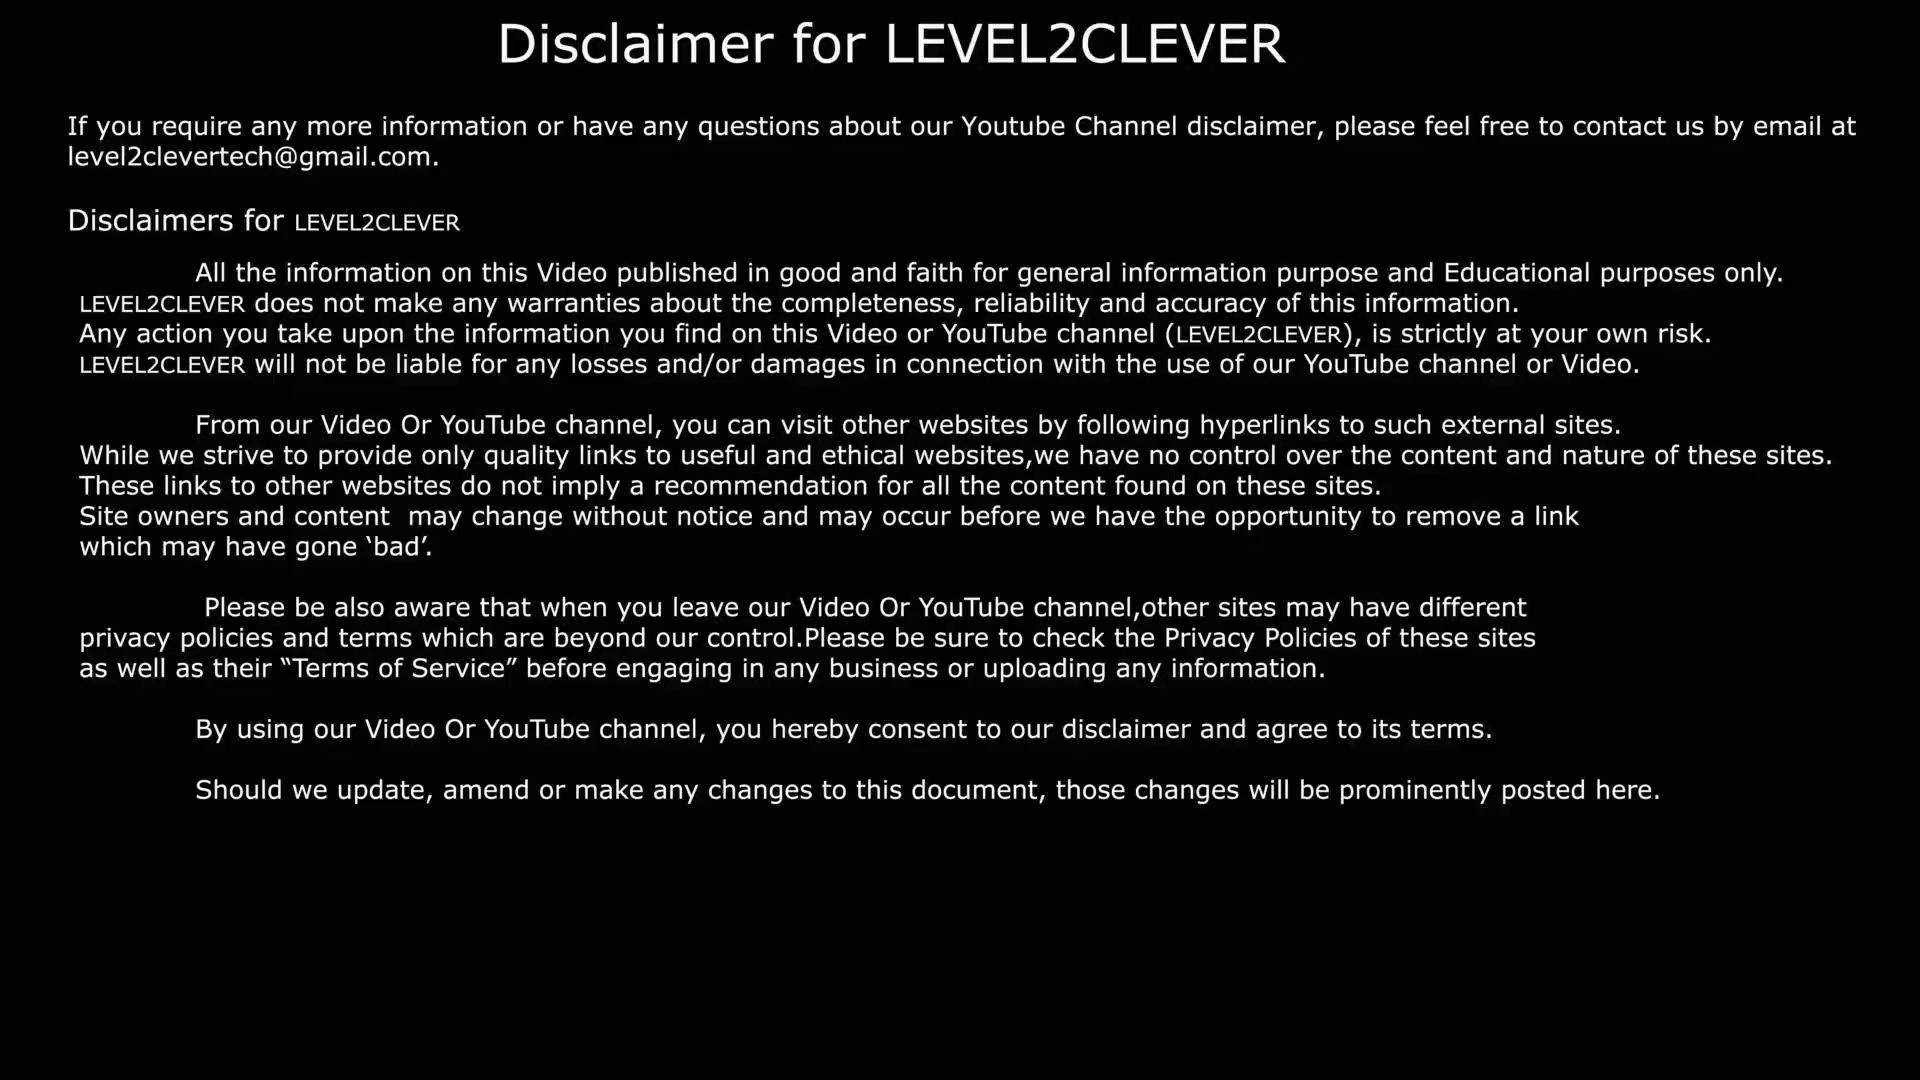 Disclaimer for LEVEL2CLEVER
If you require any more information or have any questions about our Youtube Channel disclaimer, please feel free to contact us by email at
level2clevertech@gmail.com.
Disclaimers for LEVEL2CLEVER
All the information on this Video published in good and faith for general information purpose and Educational purposes only.
LEVEL2CLEVER does not make any warranties about the completeness, reliability and accuracy of this information.
Any action you take upon the information you find on this Video or YouTube channel (LEVEL2CLEVER), is strictly at your own risk.
LEVEL2CLEVER will not be liable for any losses and/or damages in connection with the use of our YouTube channel or Video.
From our Video Or YouTube channel, you can visit other websites by following hyperlinks to such external sites.
While we strive to provide only quality links to useful and ethical websites,we have no control over the content and nature of these sites.
These links to other websites do not imply a recommendation for all the content found on these sites.
Site owners and content  may change without notice and may occur before we have the opportunity to remove a link
which may have gone ‘bad’.
Please be also aware that when you leave our Video Or YouTube channel,other sites may have different
privacy policies and terms which are beyond our control.Please be sure to check the Privacy Policies of these sites
as well as their “Terms of Service” before engaging in any business or uploading any information.
By using our Video Or YouTube channel, you hereby consent to our disclaimer and agree to its terms.
Should we update, amend or make any changes to this document, those changes will be prominently posted here.